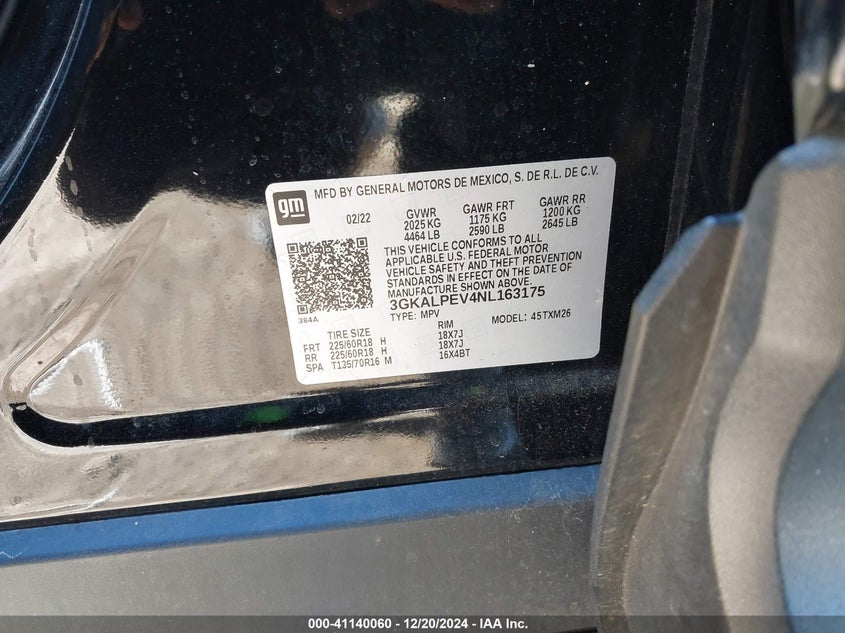 gm
MFD BY GENERAL MOTORS DE MEXICO, S. DE R.L. DE C.V.
02/22 GVWR GAWR FRT GAWR RR
2025 KG 1175 KG 1200 KG
4464 LB 2590 LB 2645 LB
THIS VEHICLE CONFORMS TO ALL
APPLICABLE U.S. FEDERAL MOTOR
VEHICLE SAFETY AND THEFT PREVENTION
STANDARDS IN EFFECT ON THE DATE OF
MANUFACTURE SHOWN ABOVE.
3GKALPEV4NL163175
384A TYPE: MPV MODEL: 45TXM26
TIRE SIZE RIM
FRT 225/60R18 H 18X7J
RR 225/60R18 H 18X7J
SPA T135/70R16 M 16X4BT
000-41140060 - 12/20/2024 - IAA Inc.